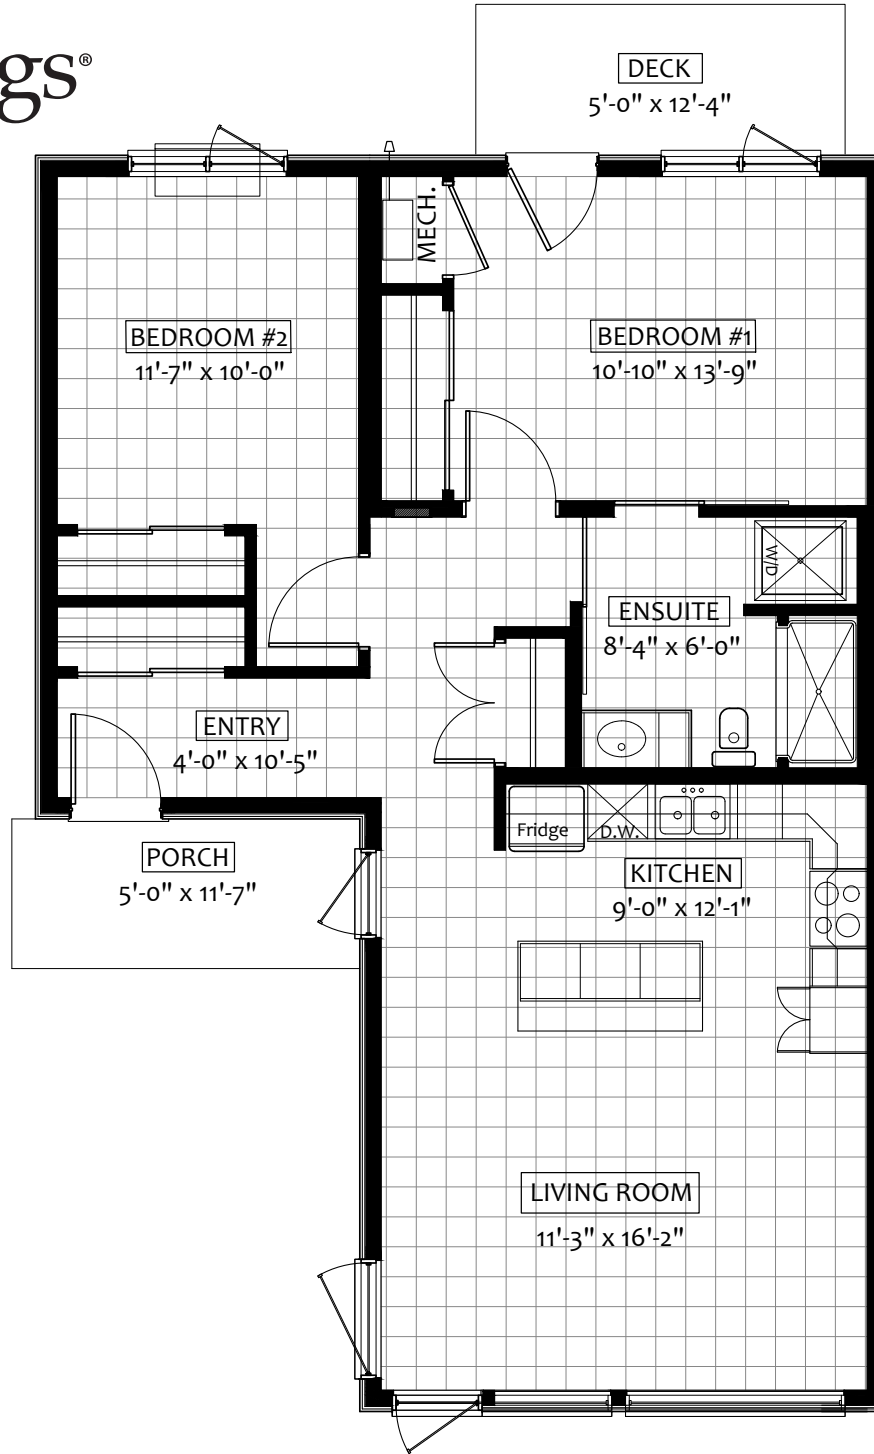 gs®
DECK
5'-0" x 12'-4"
MECH.
BEDROOM #2
11'-7" x 10'-0"
BEDROOM #1
10'-10" x 13'-9"
W/D
ENSUITE
8'-4" x 6'-0"
ENTRY
4'-0" x 10'-5"
Fridge
D.W.
PORCH
5'-0" x 11'-7"
KITCHEN
9'-0" x 12'-1"
LIVING ROOM
11'-3" x 16'-2"